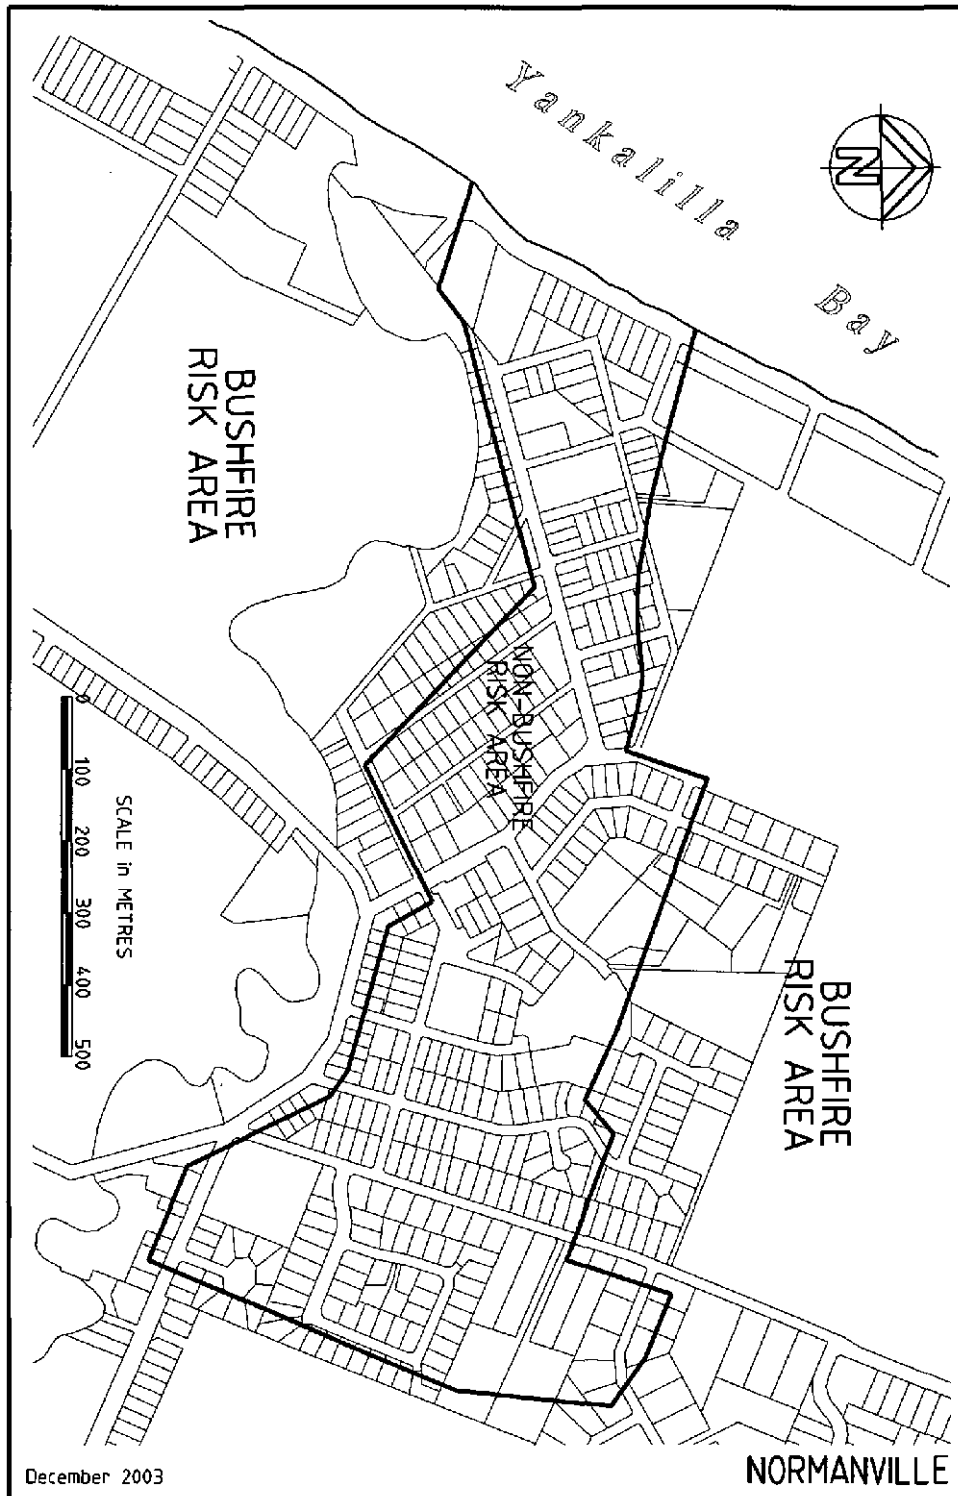 Yankalilla Bay
N
BUSHFIRE
RISK AREA
NON-BUSHFIRE
RISK AREA
BUSHFIRE
RISK AREA
SCALE in METRES
0 100 200 300 400 500
December 2003
NORMANVILLE